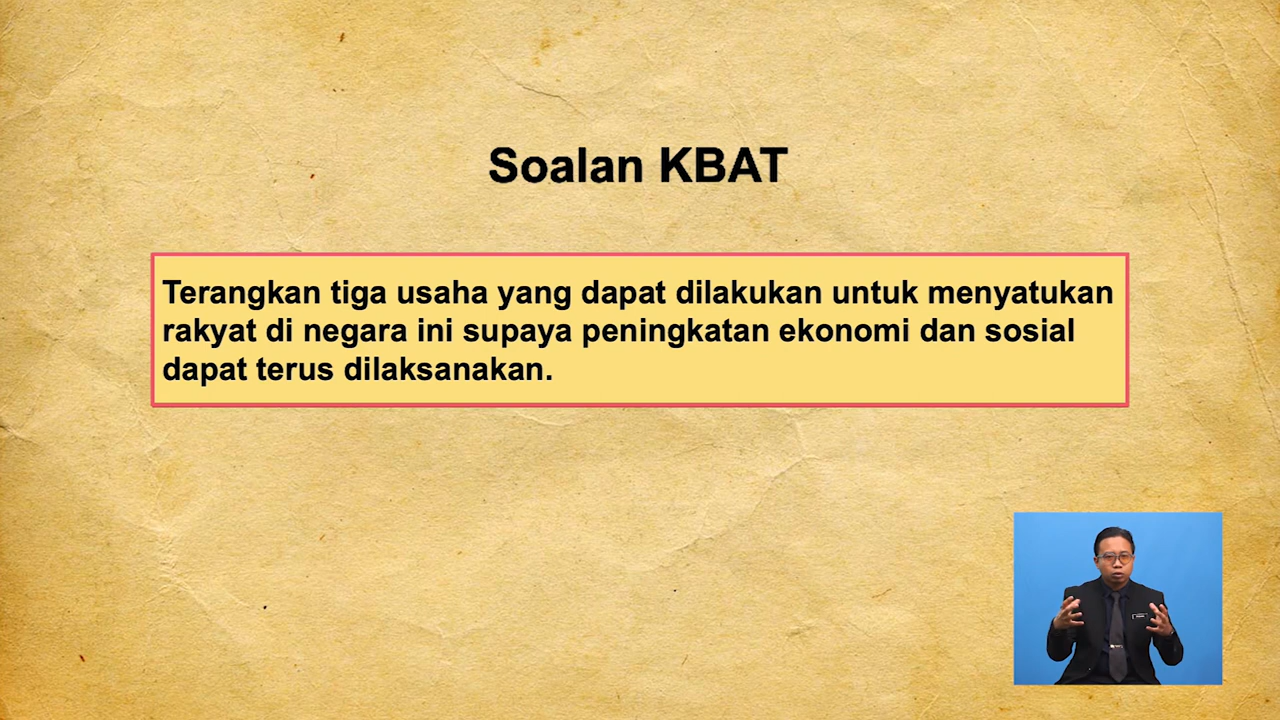 Soalan KBAT
Terangkan tiga usaha yang dapat dilakukan untuk menyatukan
rakyat di negara ini supaya peningkatan ekonomi dan sosial
dapat terus dilaksanakan.